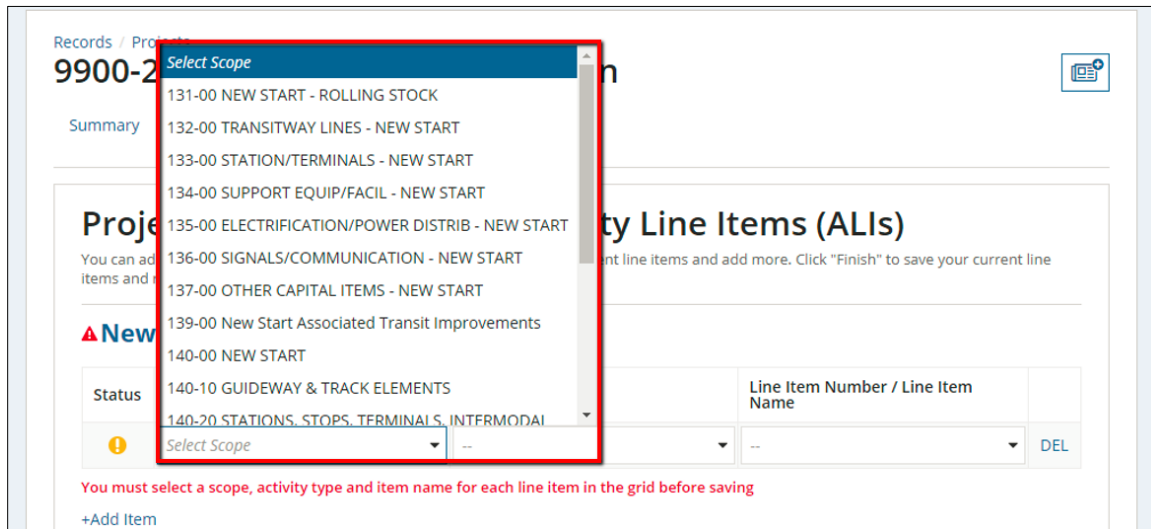 Records / Projects
9900-2 n
Summary
Select Scope
131-00 NEW START - ROLLING STOCK
132-00 TRANSITWAY LINES - NEW START
133-00 STATION/TERMINALS - NEW START
134-00 SUPPORT EQUIP/FACIL - NEW START
135-00 ELECTRIFICATION/POWER DISTRIB - NEW START
136-00 SIGNALS/COMMUNICATION - NEW START
137-00 OTHER CAPITAL ITEMS - NEW START
139-00 New Start Associated Transit Improvements
140-00 NEW START
140-10 GUIDEWAY & TRACK ELEMENTS
140-20 STATIONS, STOPS, TERMINALS, INTERMODAL
Proje ty Line Items (ALIs)
You can ad nt line items and add more. Click "Finish" to save your current line
items and
New
Status Line Item Number / Line Item
Name
Select Scope -- -- DEL
You must select a scope, activity type and item name for each line item in the grid before saving
+Add Item